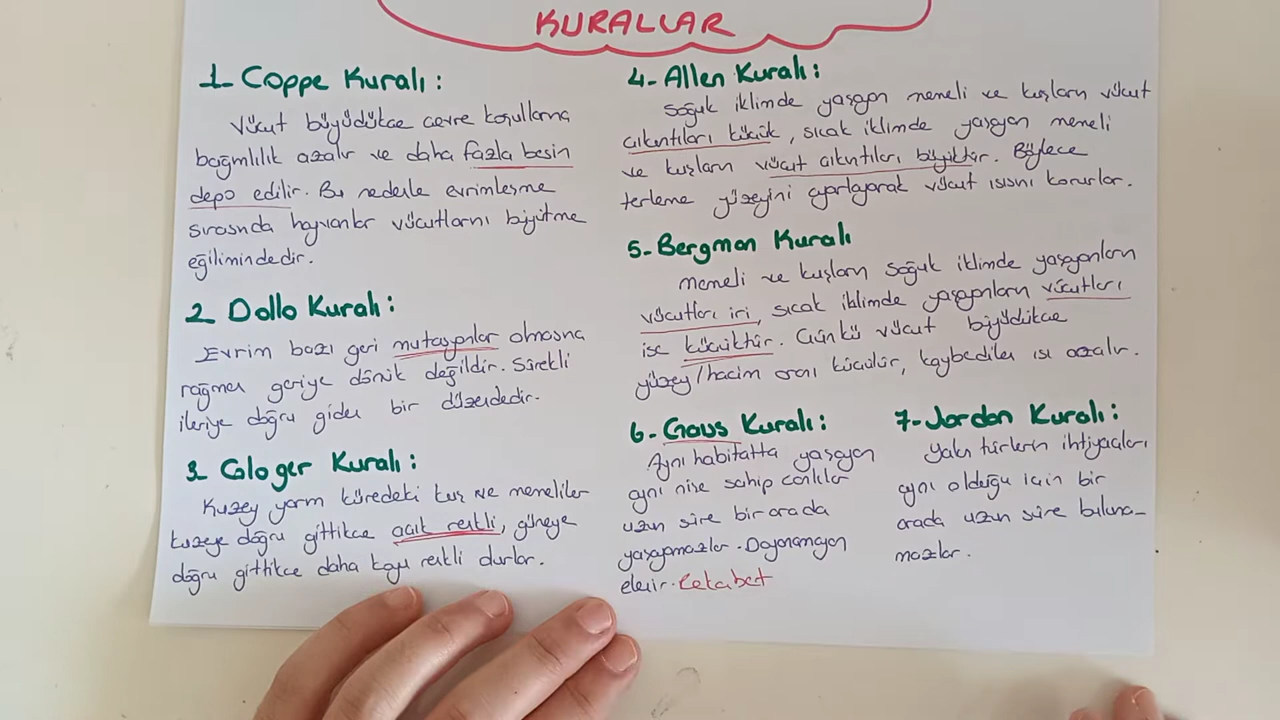 KURALLAR
1- Coppe Kuralı:
Vücut büyüdükçe çevre koşullarına
bağımlılık azalır ve daha fazla besin
depo edilir. Bu nedenle evrimleşme
sırasında hayvanlar vücutlarını büyütme
eğilimindedir.
2- Dollo Kuralı:
Evrim bazı geri mutasyonlar olmasına
rağmen geriye dönük değildir. Sürekli
ileriye doğru giden bir düzendedir.
3- Gloger Kuralı:
Kuzey yarım küredeki kuş ve memeliler
kuzeye doğru gittikçe açık renkli, güneye
doğru gittikçe daha koyu renkli olurlar.
4- Allen Kuralı:
Soğuk iklimde yaşayan memeli ve kuşların vücut
çıkıntıları küçük, sıcak iklimde yaşayan memeli
ve kuşların vücut çıkıntıları büyüktür. Böylece
terleme yüzeyini ayarlayarak vücut ısısını korurlar.
5- Bergman Kuralı
Memeli ve kuşların soğuk iklimde yaşayanların
vücutları iri, sıcak iklimde yaşayanların vücutları
ise küçüktür. Çünkü vücut büyüdükçe
yüzey/hacim oranı küçülür, kaybedilen ısı azalır.
6- Gaus Kuralı:
Aynı habitatta yaşayan
aynı nişe sahip canlılar
uzun süre bir arada
yaşayamazlar. Dayanamayan
elenir. Rekabet
7- Jordan Kuralı:
Yakın türlerin ihtiyaçları
aynı olduğu için bir
arada uzun süre buluna-
mazlar.